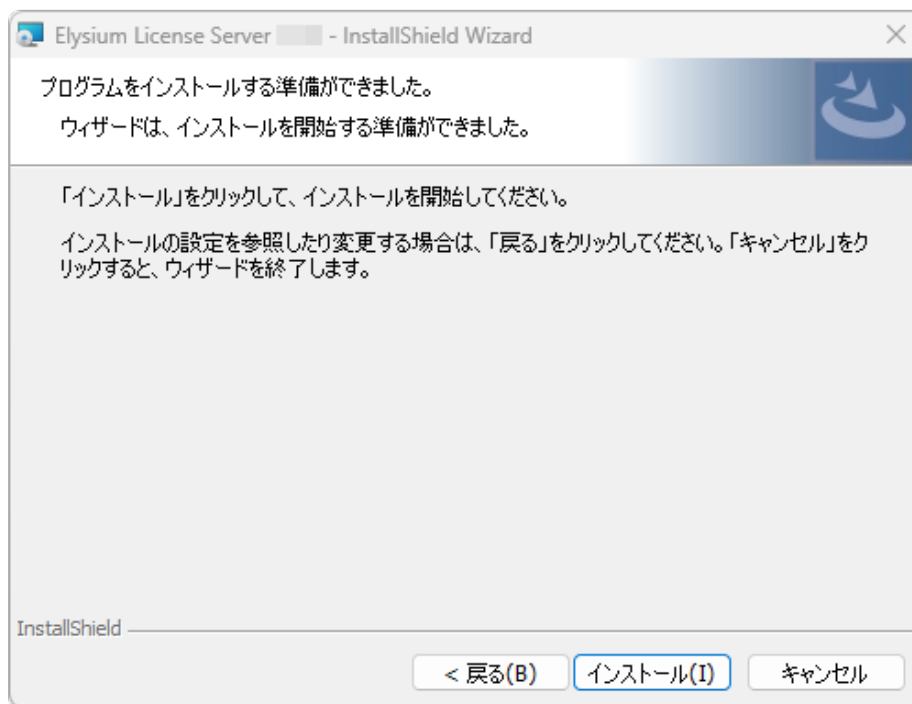 Elysium License Server - InstallShield Wizard
プログラムをインストールする準備ができました。
ウィザードは、インストールを開始する準備ができました。
「インストール」をクリックして、インストールを開始してください。
インストールの設定を参照したり変更する場合は、「戻る」をクリックしてください。「キャンセル」をク
リックすると、ウィザードを終了します。
InstallShield
< 戻る(B)
インストール(I)
キャンセル